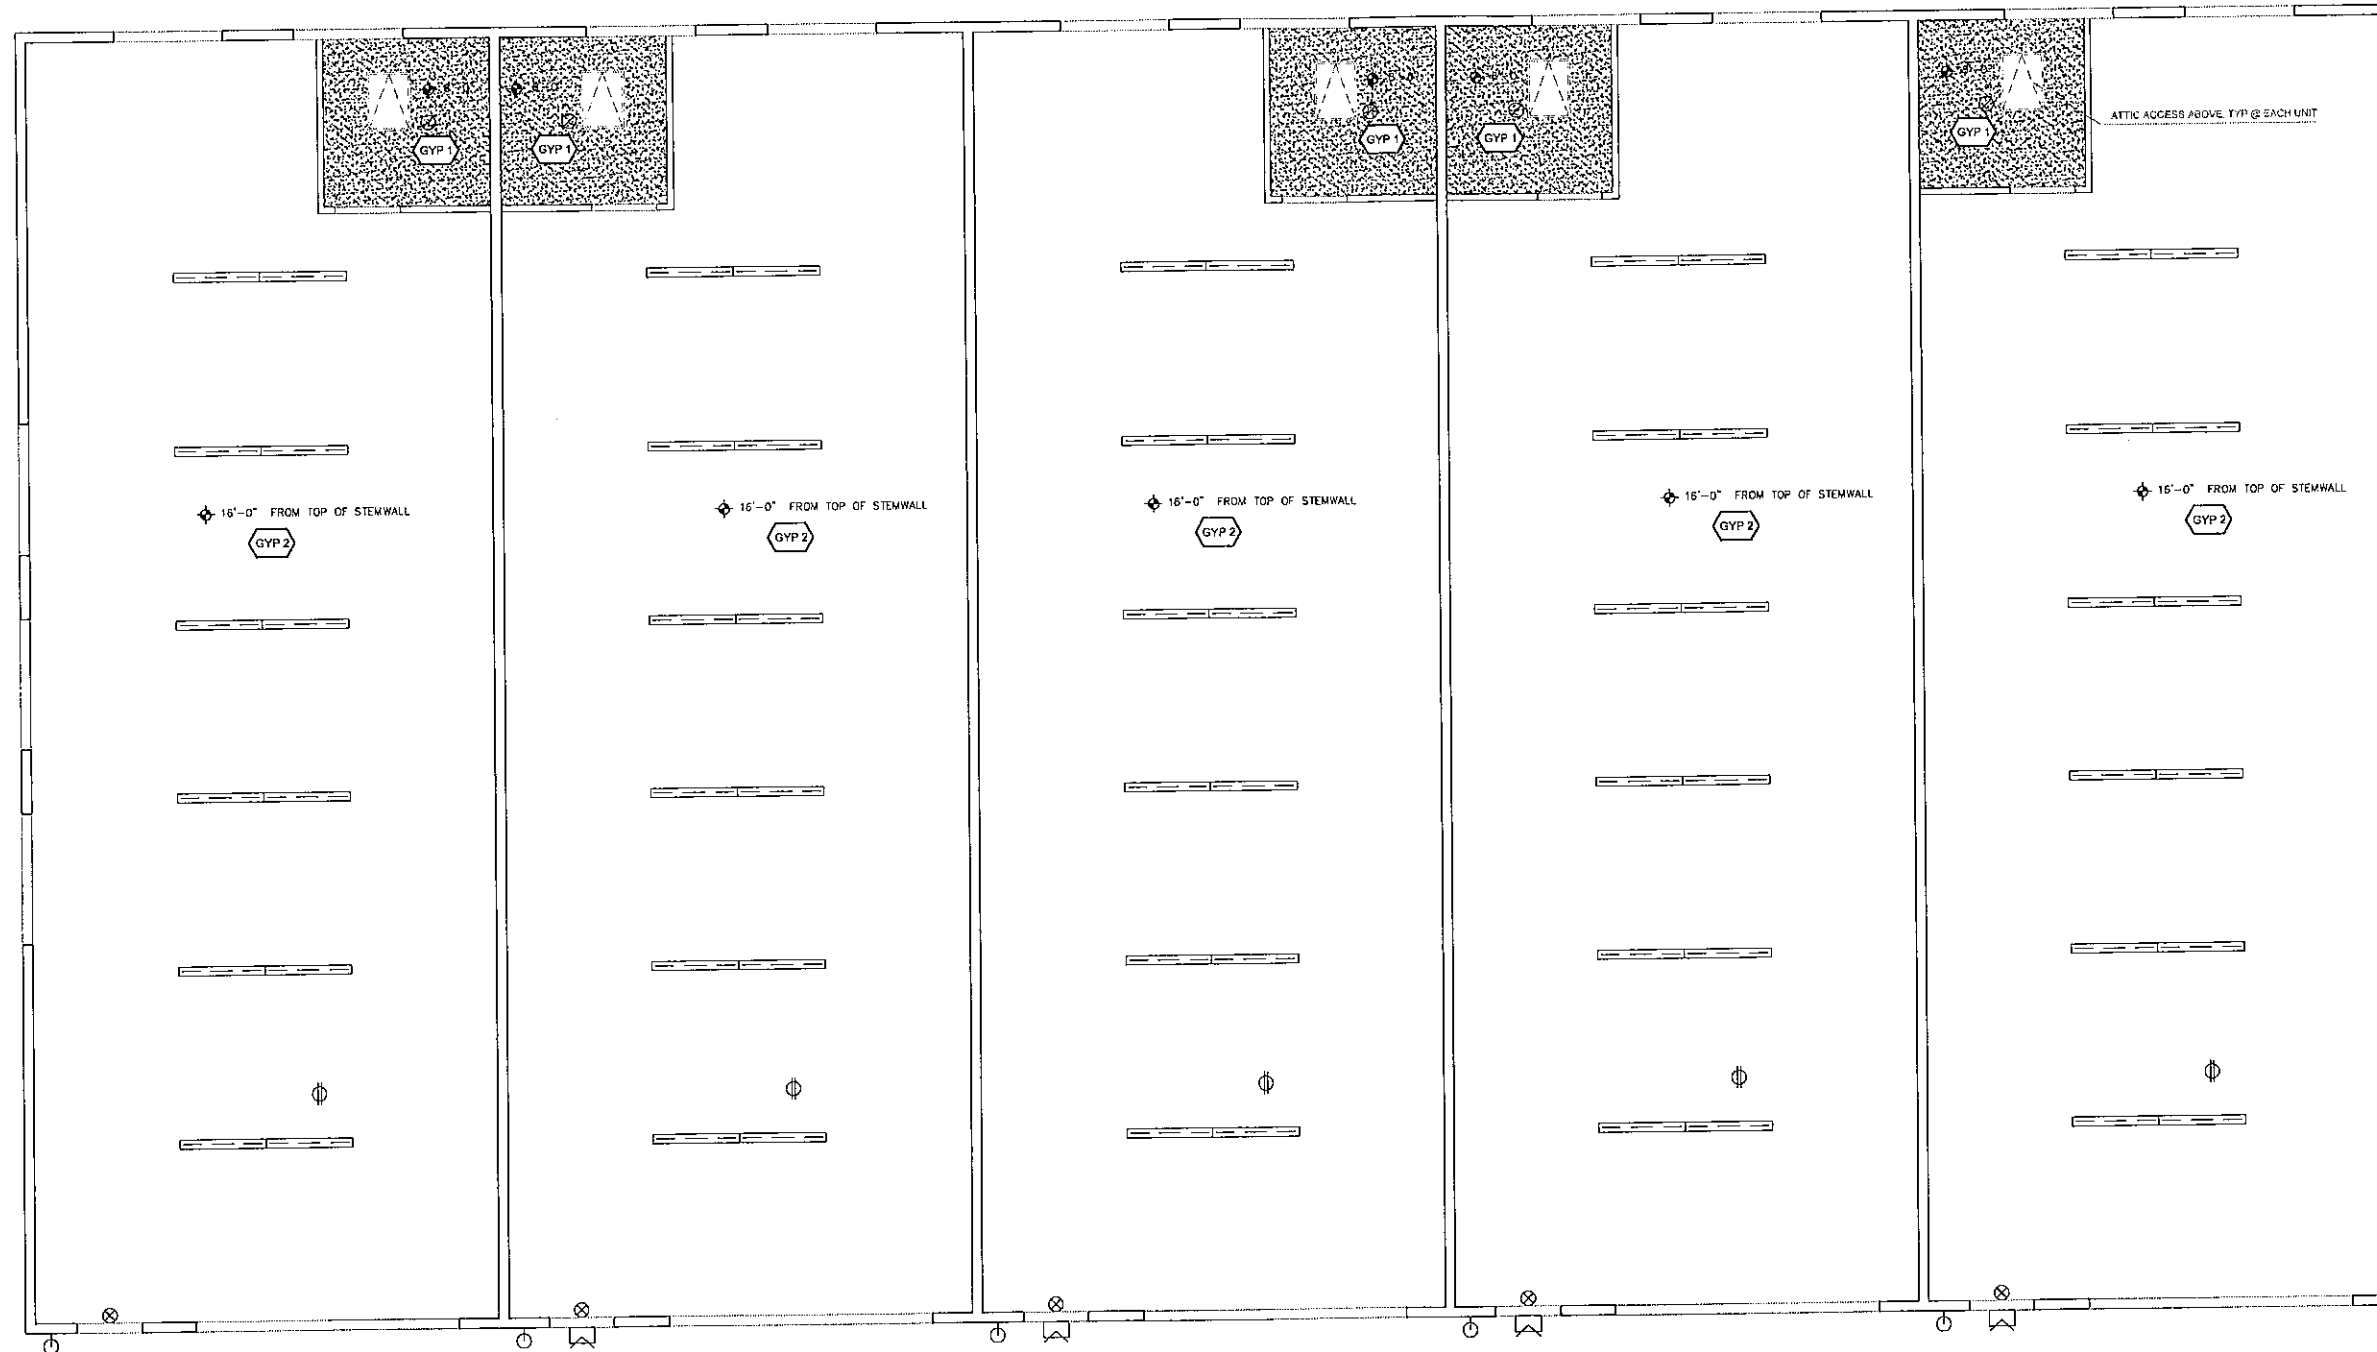 GYP 1
GYP 1
GYP 1
GYP 1
GYP 1
ATTIC ACCESS ABOVE, TYP @ EACH UNIT
16'-0" FROM TOP OF STEMWALL
GYP 2
16'-0" FROM TOP OF STEMWALL
GYP 2
16'-0" FROM TOP OF STEMWALL
GYP 2
16'-0" FROM TOP OF STEMWALL
GYP 2
16'-0" FROM TOP OF STEMWALL
GYP 2